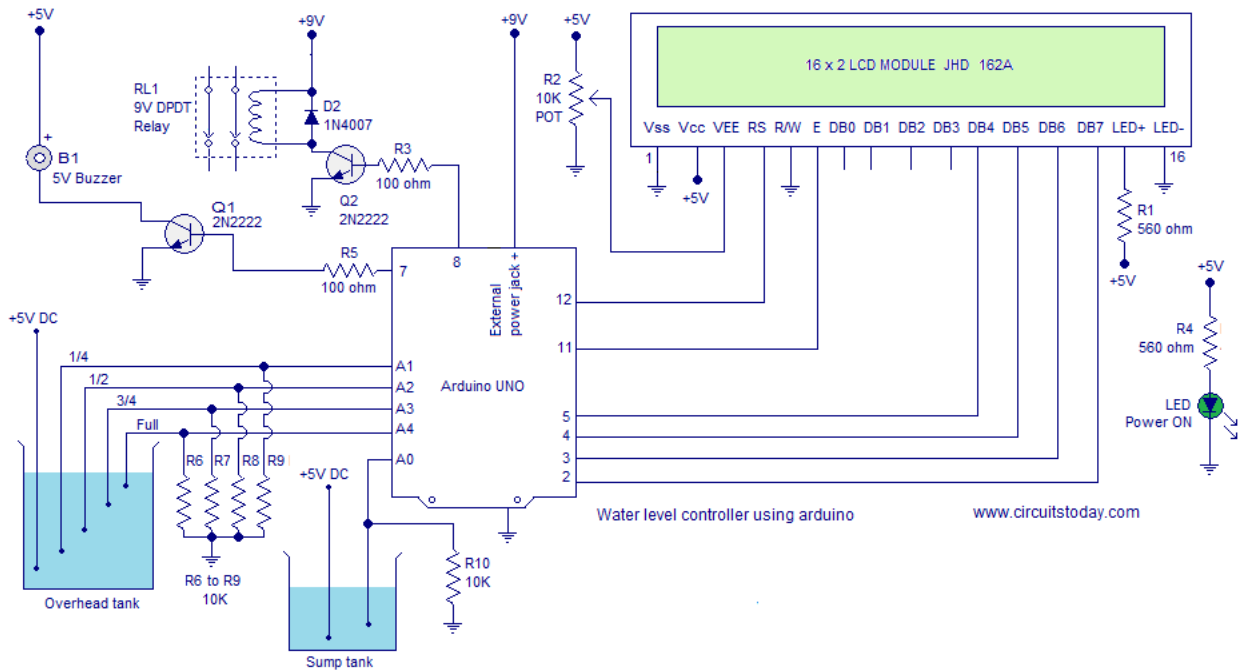 +5V
+9V
+9V
+5V
16 x 2 LCD MODULE JHD 162A
Vss Vcc VEE RS R/W E DB0 DB1 DB2 DB3 DB4 DB5 DB6 DB7 LED+ LED-
1
16
+5V
RL1
9V DPDT
Relay
D2
1N4007
R2
10K
POT
+
B1
5V Buzzer
R3
100 ohm
Q2
2N2222
Q1
2N2222
R5
100 ohm
R1
560 ohm
+5V
+5V
R4
560 ohm
LED
Power ON
7
8
External
power jack +
12
11
Arduino UNO
5
4
3
2
A1
A2
A3
A4
A0
+5V DC
1/4
1/2
3/4
Full
R6 R7 R8 R9
R6 to R9
10K
Overhead tank
+5V DC
R10
10K
Sump tank
Water level controller using arduino
www.circuitstoday.com